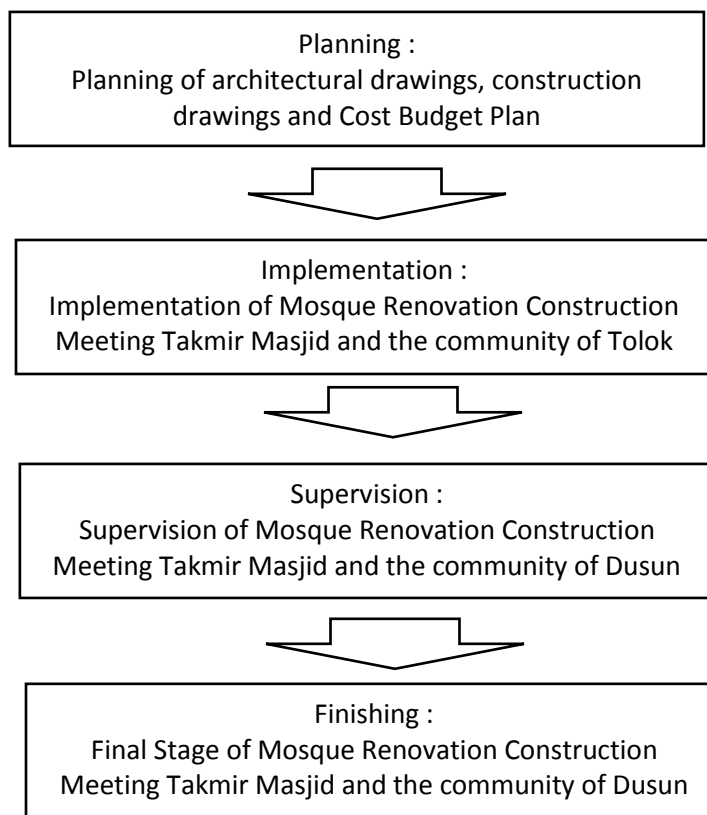 Planning :
Planning of architectural drawings, construction
drawings and Cost Budget Plan
Implementation :
Implementation of Mosque Renovation Construction
Meeting Takmir Masjid and the community of Tolok
Supervision :
Supervision of Mosque Renovation Construction
Meeting Takmir Masjid and the community of Dusun
Finishing :
Final Stage of Mosque Renovation Construction
Meeting Takmir Masjid and the community of Dusun